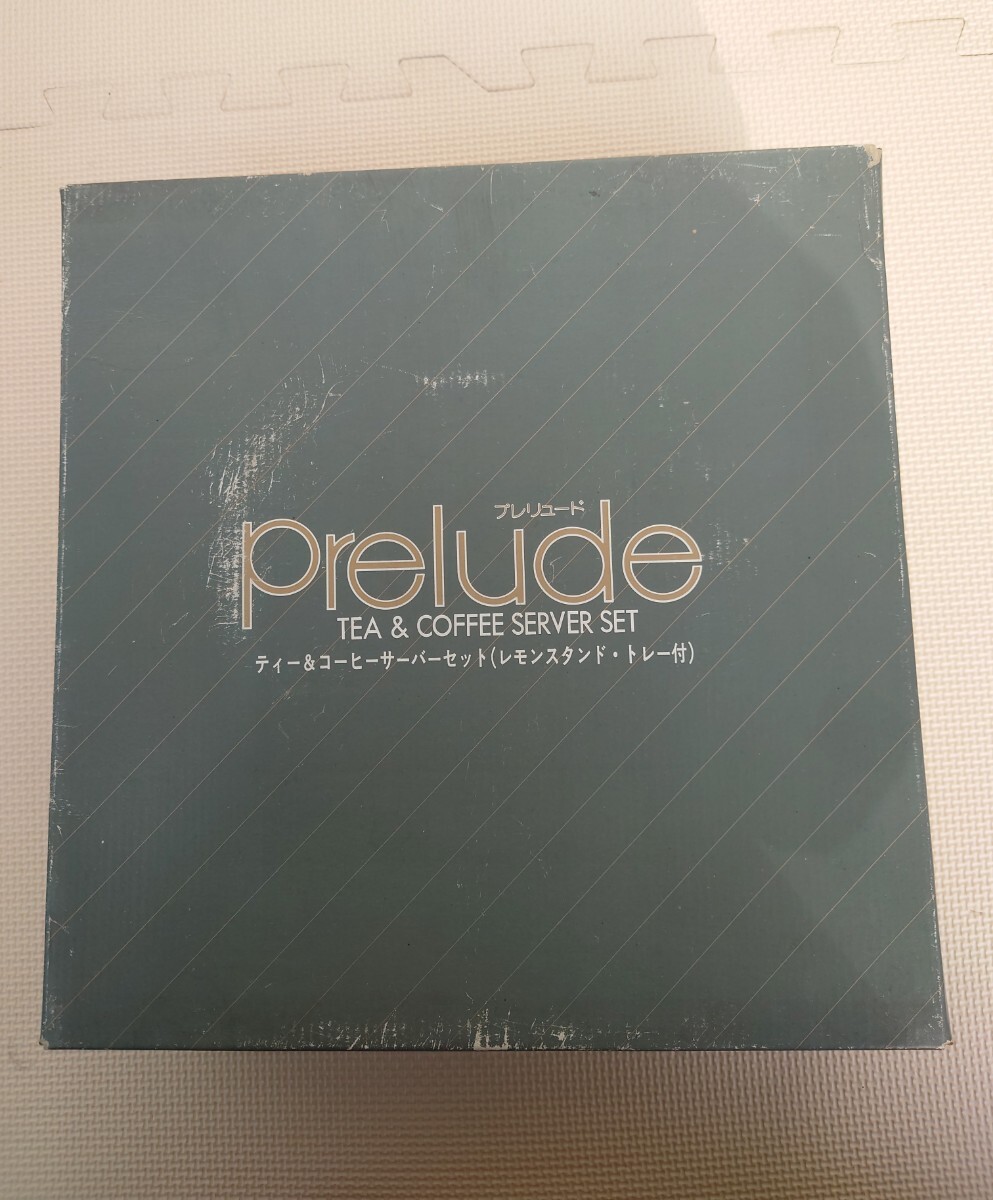 プレリュード
prelude
TEA & COFFEE SERVER SET
ティー&コーヒーサーバーセット(レモンスタンド・トレー付)